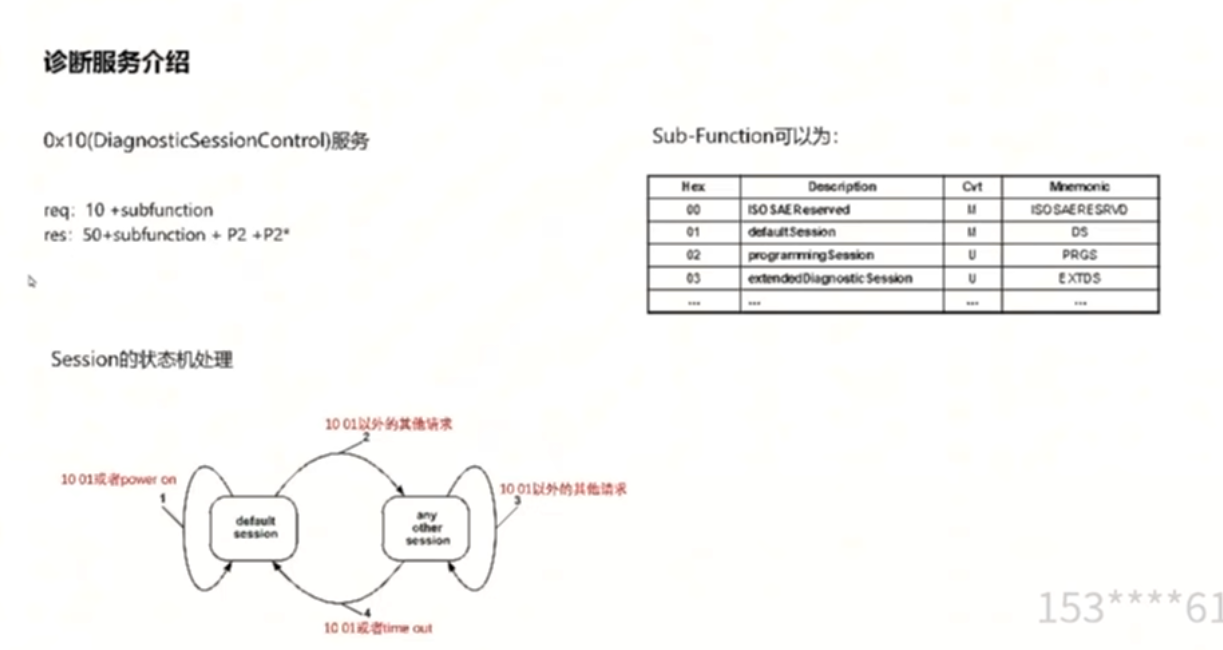 诊断服务介绍
0x10(DiagnosticSessionControl)服务
req: 10 +subfunction
res: 50+subfunction + P2 +P2*
Sub-Function可以为：
Hex Description Cvt Mnemonic
00 ISOSAEReserved M ISOSAERESRVD
01 defaultSession M DS
02 programmingSession U PRGS
03 extendedDiagnosticSession U EXTDS
... ... ... ...
Session的状态机处理
10 01以外的其他请求
2
10 01或者power on
1
10 01以外的其他请求
3
default
session
any
other
session
4
10 01或者time out
153****61